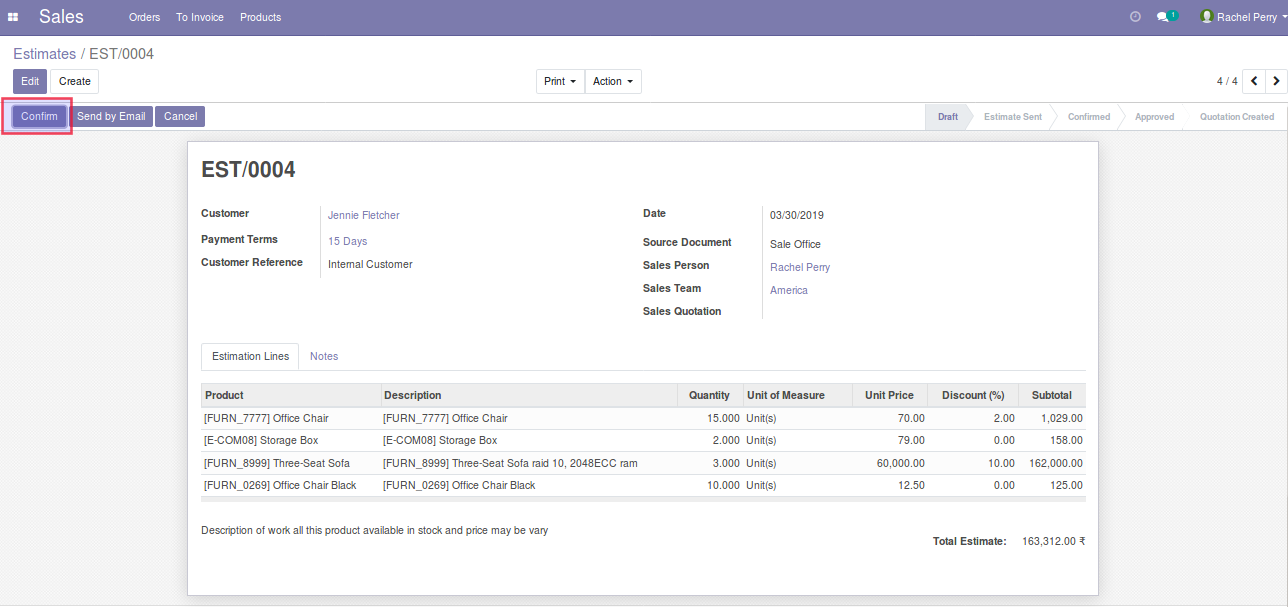 Sales Orders To Invoice Products 1 Rachel Perry
Estimates / EST/0004
Edit Create Print Action 4 / 4
Confirm Send by Email Cancel Draft Estimate Sent Confirmed Approved Quotation Created
EST/0004
Customer Jennie Fletcher Date 03/30/2019
Payment Terms 15 Days Source Document Sale Office
Customer Reference Internal Customer Sales Person Rachel Perry
Sales Team America
Sales Quotation
Estimation Lines Notes
Product Description Quantity Unit of Measure Unit Price Discount (%) Subtotal
[FURN_7777] Office Chair [FURN_7777] Office Chair 15.000 Unit(s) 70.00 2.00 1,029.00
[E-COM08] Storage Box [E-COM08] Storage Box 2.000 Unit(s) 79.00 0.00 158.00
[FURN_8999] Three-Seat Sofa [FURN_8999] Three-Seat Sofa raid 10, 2048ECC ram 3.000 Unit(s) 60,000.00 10.00 162,000.00
[FURN_0269] Office Chair Black [FURN_0269] Office Chair Black 10.000 Unit(s) 12.50 0.00 125.00
Description of work all this product available in stock and price may be vary
Total Estimate: 163,312.00 ₹